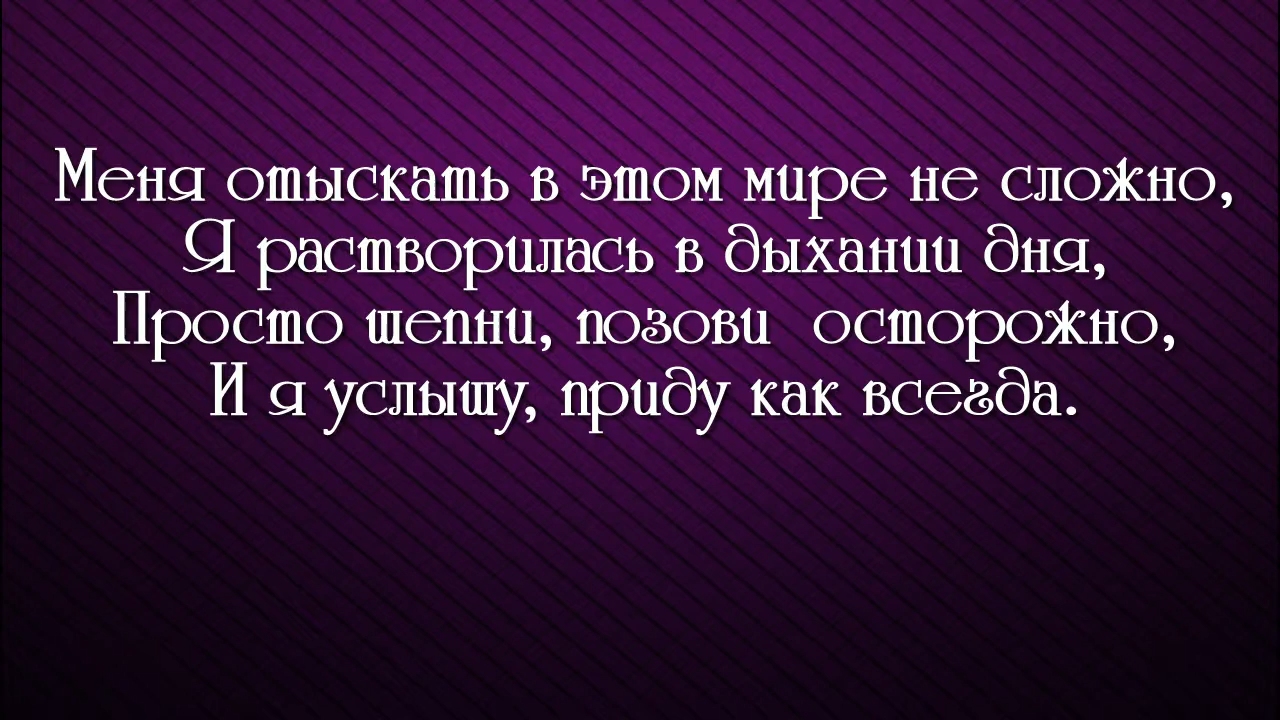 Меня отыскать в этом мире не сложно,
Я растворилась в дыхании дня,
Просто шепни, позови осторожно,
И я услышу, приду как всегда.